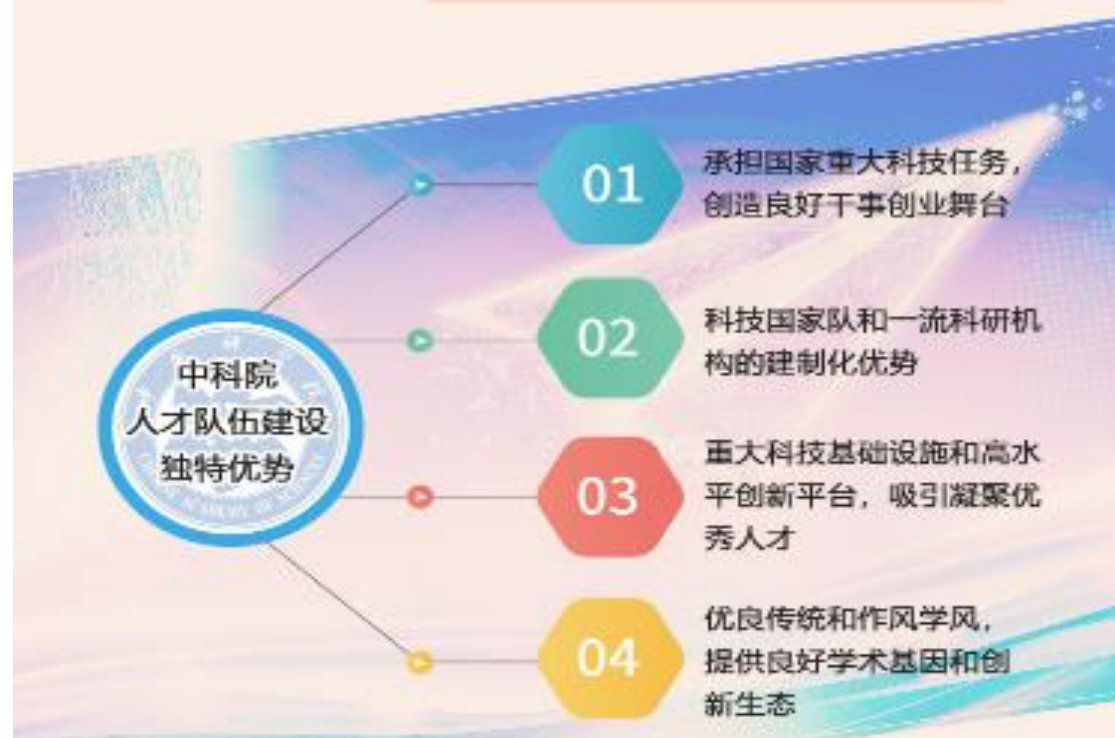 中科院
人才队伍建设
独特优势
01
承担国家重大科技任务，
创造良好干事创业舞台
02
科技国家队和一流科研机
构的建制化优势
03
重大科技基础设施和高水
平创新平台，吸引凝聚优
秀人才
04
优良传统和作风学风，
提供良好学术基因和创
新生态